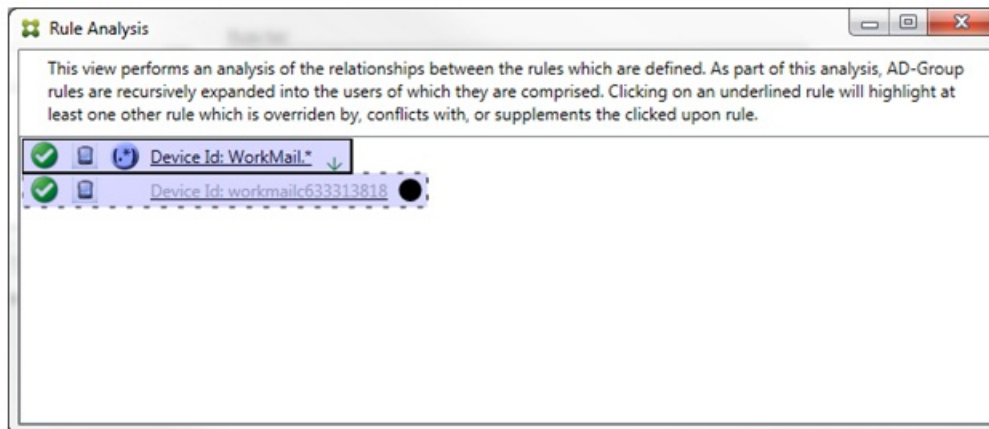 Rule Analysis
This view performs an analysis of the relationships between the rules which are defined. As part of this analysis, AD-Group
rules are recursively expanded into the users of which they are comprised. Clicking on an underlined rule will highlight at
least one other rule which is overriden by, conflicts with, or supplements the clicked upon rule.
(.*) Device Id: WorkMail.*
Device Id: workmailc633313818